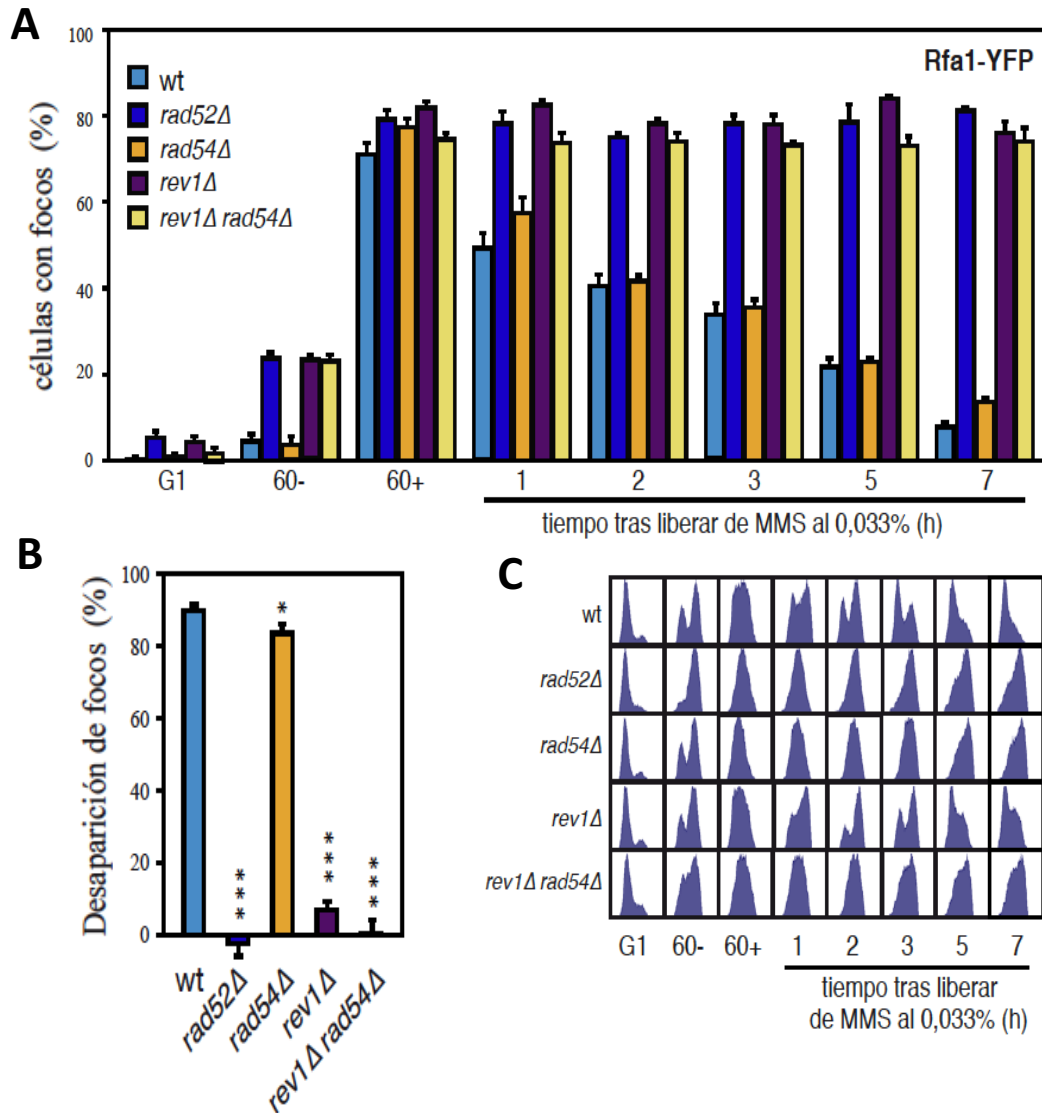 A
100
80
60
40
20
0
células con focos (%)
Rfa1-YFP
wt
rad52Δ
rad54Δ
rev1Δ
rev1Δ rad54Δ
G1 60- 60+ 1 2 3 5 7
tiempo tras liberar de MMS al 0,033% (h)
B
100
80
60
40
20
0
Desaparición de focos (%)
***
*
***
***
wt
rad52Δ
rad54Δ
rev1Δ
rev1Δ rad54Δ
C
wt
rad52Δ
rad54Δ
rev1Δ
rev1Δ rad54Δ
G1 60- 60+ 1 2 3 5 7
tiempo tras liberar
de MMS al 0,033% (h)